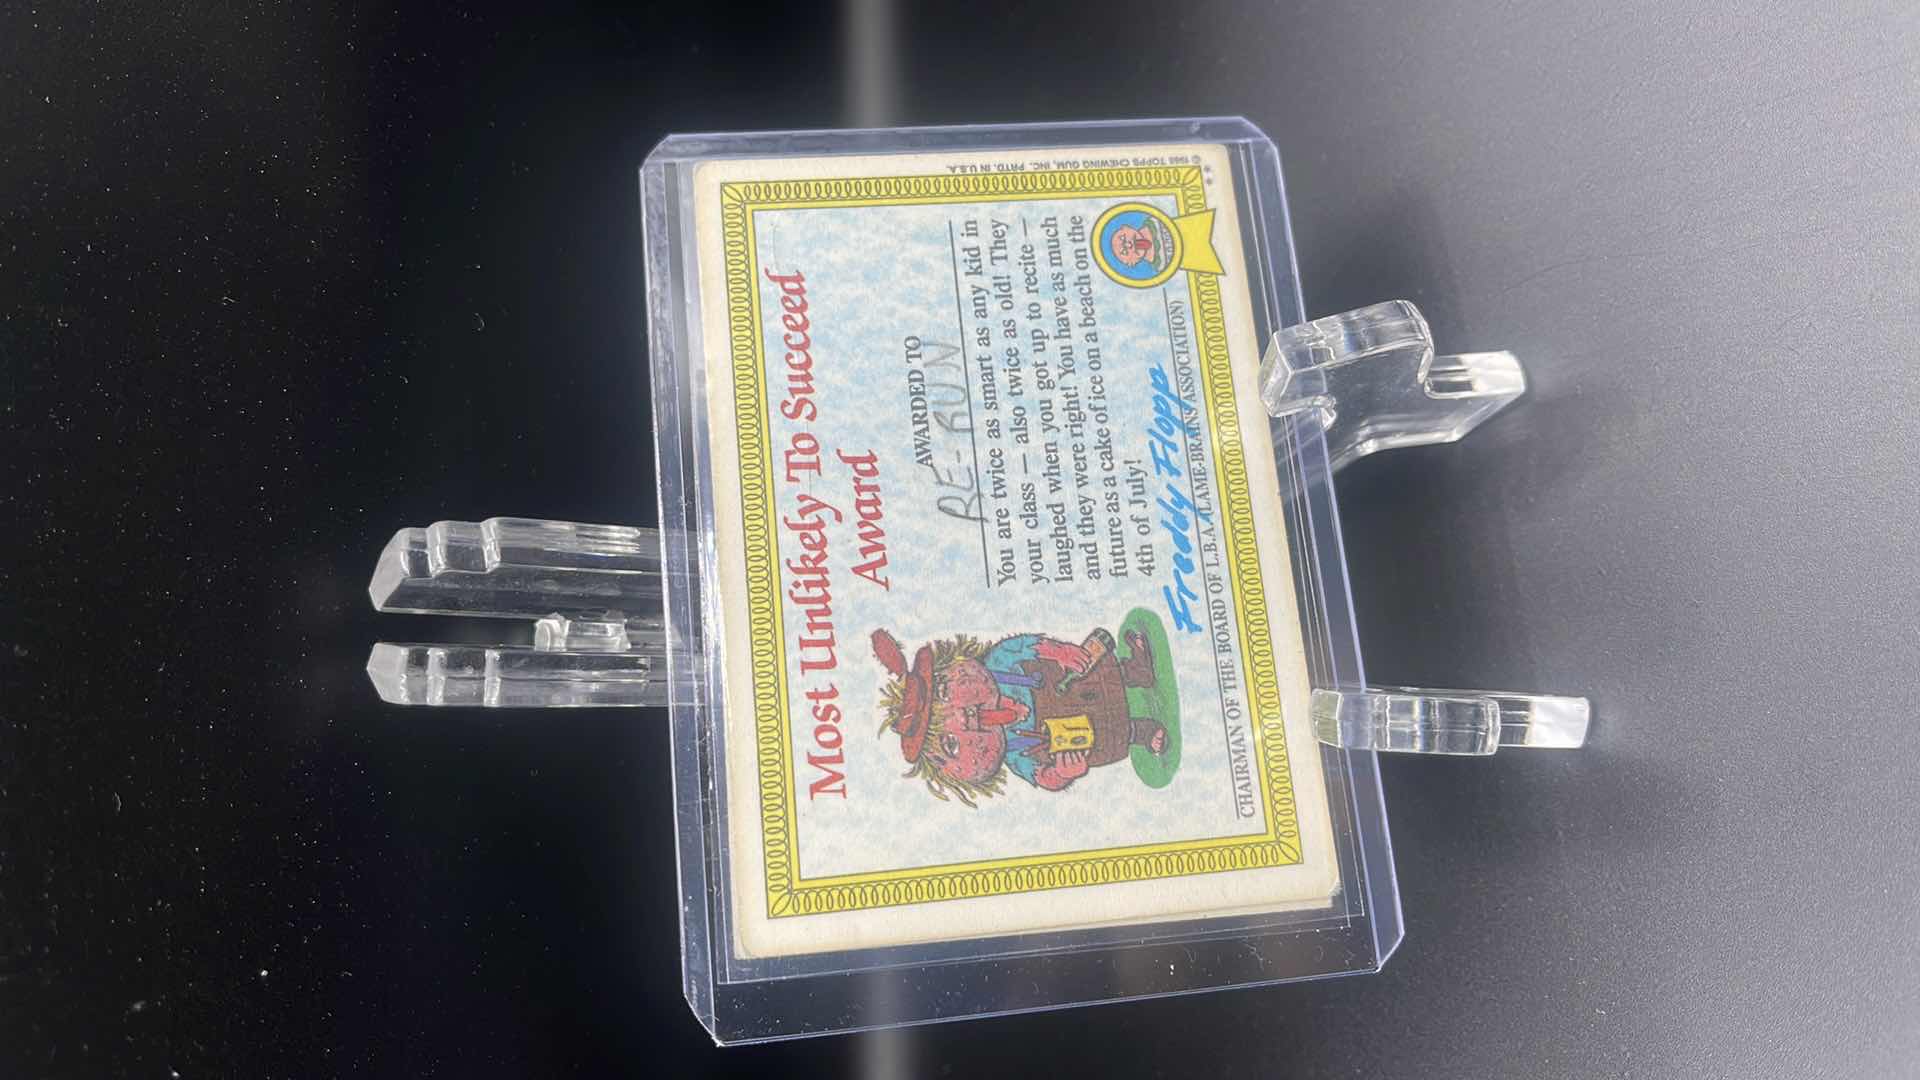 Most Unlikely To Succeed
Award
AWARDED TO
RE-RUN
You are twice as smart as any kid in
your class — also twice as old! They
laughed when you got up to recite —
and they were right! You have as much
future as a cake of ice on a beach on the
4th of July!
Freddy Flopp
CHAIRMAN OF THE BOARD OF L.B.A. (LAME-BRAINS ASSOCIATION)
** © 1988 TOPPS CHEWING GUM, INC. PRTD. IN U.S.A.